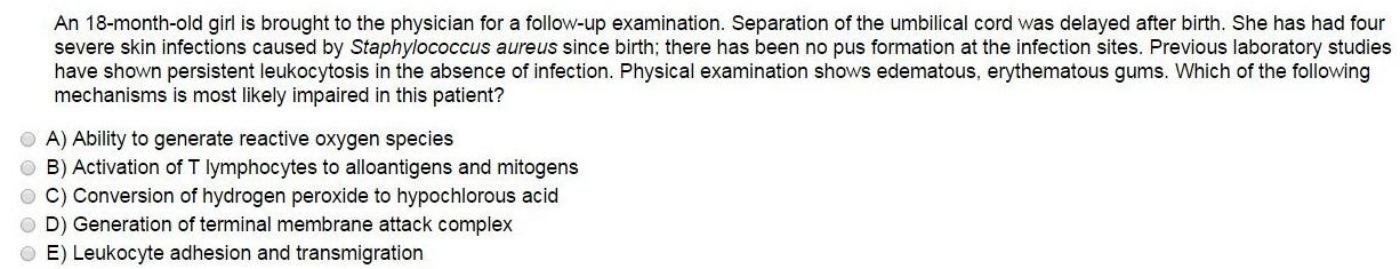 An 18-month-old girl is brought to the physician for a follow-up examination. Separation of the umbilical cord was delayed after birth. She has had four
severe skin infections caused by Staphylococcus aureus since birth; there has been no pus formation at the infection sites. Previous laboratory studies
have shown persistent leukocytosis in the absence of infection. Physical examination shows edematous, erythematous gums. Which of the following
mechanisms is most likely impaired in this patient?
A) Ability to generate reactive oxygen species
B) Activation of T lymphocytes to alloantigens and mitogens
C) Conversion of hydrogen peroxide to hypochlorous acid
D) Generation of terminal membrane attack complex
E) Leukocyte adhesion and transmigration